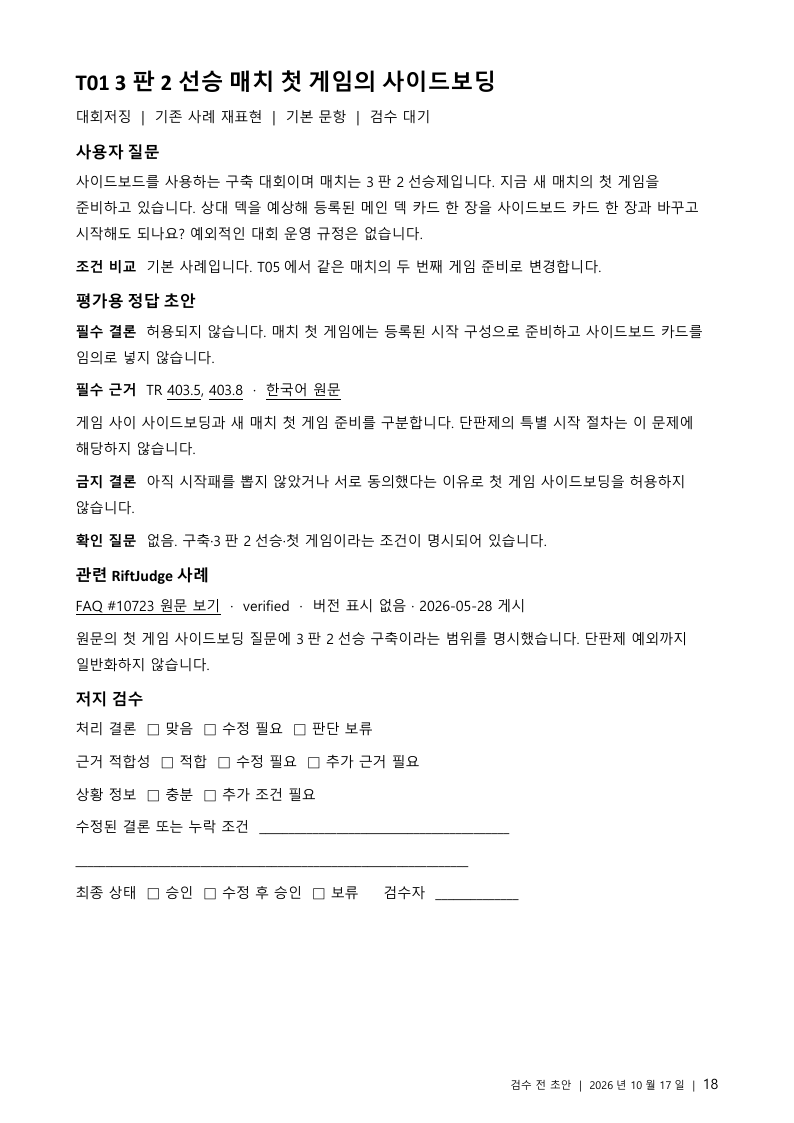 T01 3 판 2 선승 매치 첫 게임의 사이드보딩
대회저징 | 기존 사례 재표현 | 기본 문항 | 검수 대기
사용자 질문
사이드보드를 사용하는 구축 대회이며 매치는 3 판 2 선승제입니다. 지금 새 매치의 첫 게임을
준비하고 있습니다. 상대 덱을 예상해 등록된 메인 덱 카드 한 장을 사이드보드 카드 한 장과 바꾸고
시작해도 되나요? 예외적인 대회 운영 규정은 없습니다.
조건 비교 기본 사례입니다. T05 에서 같은 매치의 두 번째 게임 준비로 변경합니다.
평가용 정답 초안
필수 결론 허용되지 않습니다. 매치 첫 게임에는 등록된 시작 구성으로 준비하고 사이드보드 카드를
임의로 넣지 않습니다.
필수 근거 TR 403.5, 403.8 · 한국어 원문
게임 사이 사이드보딩과 새 매치 첫 게임 준비를 구분합니다. 단판제의 특별 시작 절차는 이 문제에
해당하지 않습니다.
금지 결론 아직 시작패를 뽑지 않았거나 서로 동의했다는 이유로 첫 게임 사이드보딩을 허용하지
않습니다.
확인 질문 없음. 구축·3 판 2 선승·첫 게임이라는 조건이 명시되어 있습니다.
관련 RiftJudge 사례
FAQ #10723 원문 보기 · verified · 버전 표시 없음 · 2026-05-28 게시
원문의 첫 게임 사이드보딩 질문에 3 판 2 선승 구축이라는 범위를 명시했습니다. 단판제 예외까지
일반화하지 않습니다.
저지 검수
처리 결론 □ 맞음 □ 수정 필요 □ 판단 보류
근거 적합성 □ 적합 □ 수정 필요 □ 추가 근거 필요
상황 정보 □ 충분 □ 추가 조건 필요
수정된 결론 또는 누락 조건 ________________________________________
_______________________________________________________________
최종 상태 □ 승인 □ 수정 후 승인 □ 보류 검수자 _____________
검수 전 초안 | 2026 년 10 월 17 일 | 18